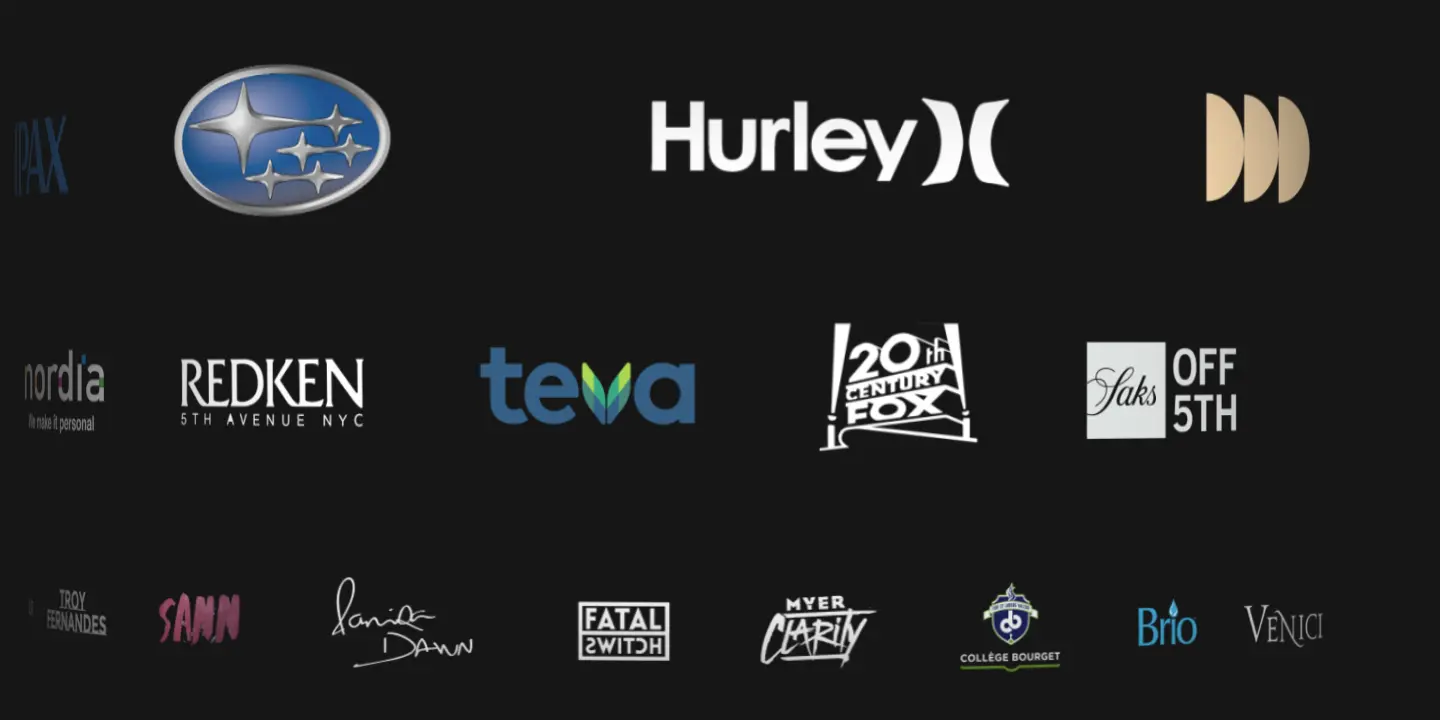 PAX
Hurley
nordia
We make it personal
REDKEN
5TH AVENUE NYC
teva
20th
CENTURY
FOX
Saks
OFF
5TH
TROY
FERNANDES
SAMN
DAWN
FATAL
SWITCH
MYER
CLARITY
COLLÈGE BOURGET
Brio
VENICI